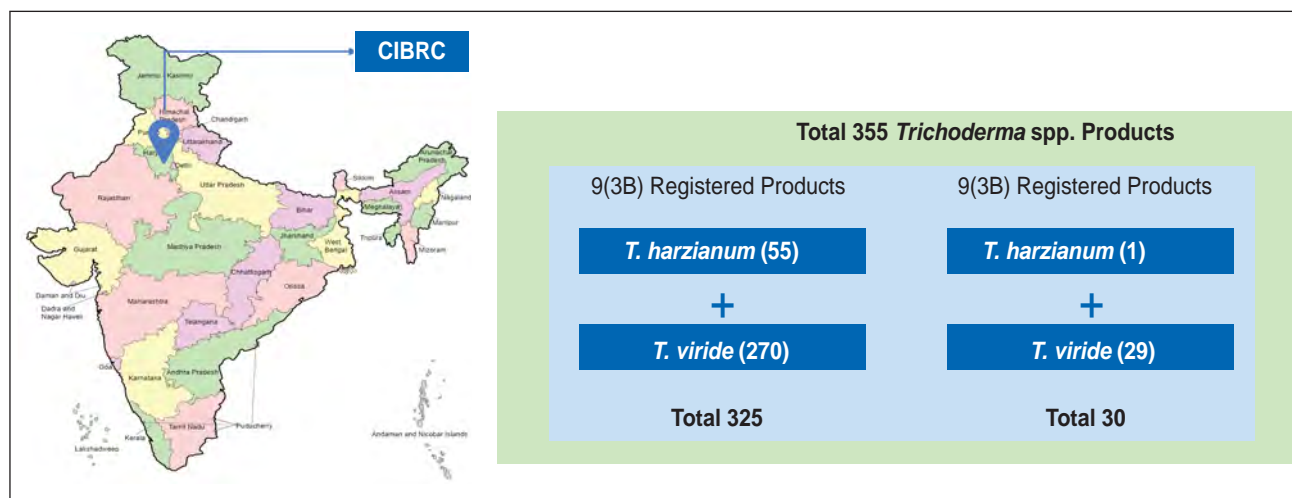 CIBRC
Jammu - Kashmir
Himachal
Pradesh
Chandigarh
Uttarakhand
Delhi
Rajasthan
Uttar Pradesh
Sikkim
Arunachal
Pradesh
Assam
Nagaland
Meghalaya
Manipur
Tripura
Mizoram
Bihar
Jharkhand
West
Bengal
Gujarat
Madhya Pradesh
Chhattisgarh
Daman and Diu
Dadra and
Nagar Haveli
Maharashtra
Orissa
Telangana
Goa
Karnataka
Andhra Pradesh
Tamil Nadu
Puducherry
Kerala
Lakshadweep
Andaman and Nicobar Islands
Total 355 Trichoderma spp. Products
9(3B) Registered Products
T. harzianum (55)
+
T. viride (270)
Total 325
9(3B) Registered Products
T. harzianum (1)
+
T. viride (29)
Total 30